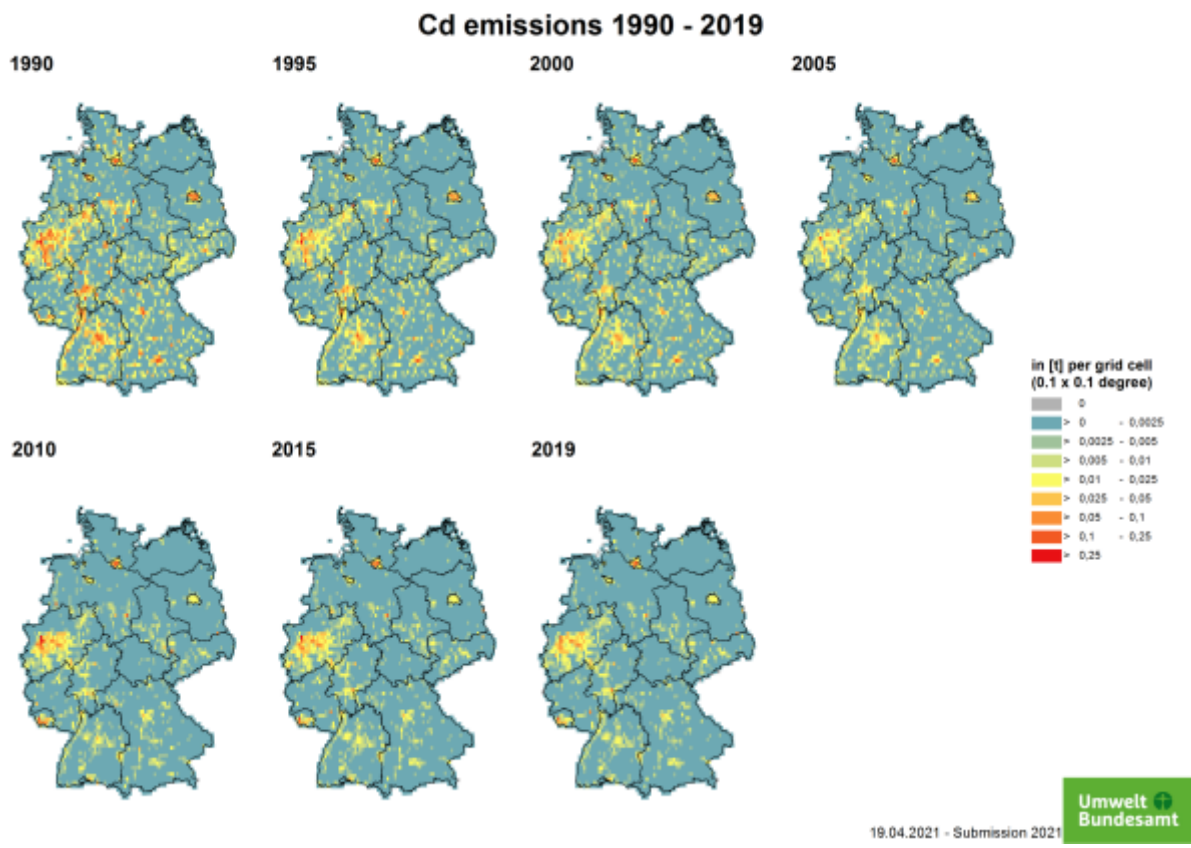 Cd emissions 1990 - 2019
1990
1995
2000
2005
in [t] per grid cell
(0.1 x 0.1 degree)
0
> 0 - 0,0025
> 0,0025 - 0,005
> 0,005 - 0,01
> 0,01 - 0,025
> 0,025 - 0,05
> 0,05 - 0,1
> 0,1 - 0,25
> 0,25
2010
2015
2019
19.04.2021 - Submission 2021
Umwelt
Bundesamt